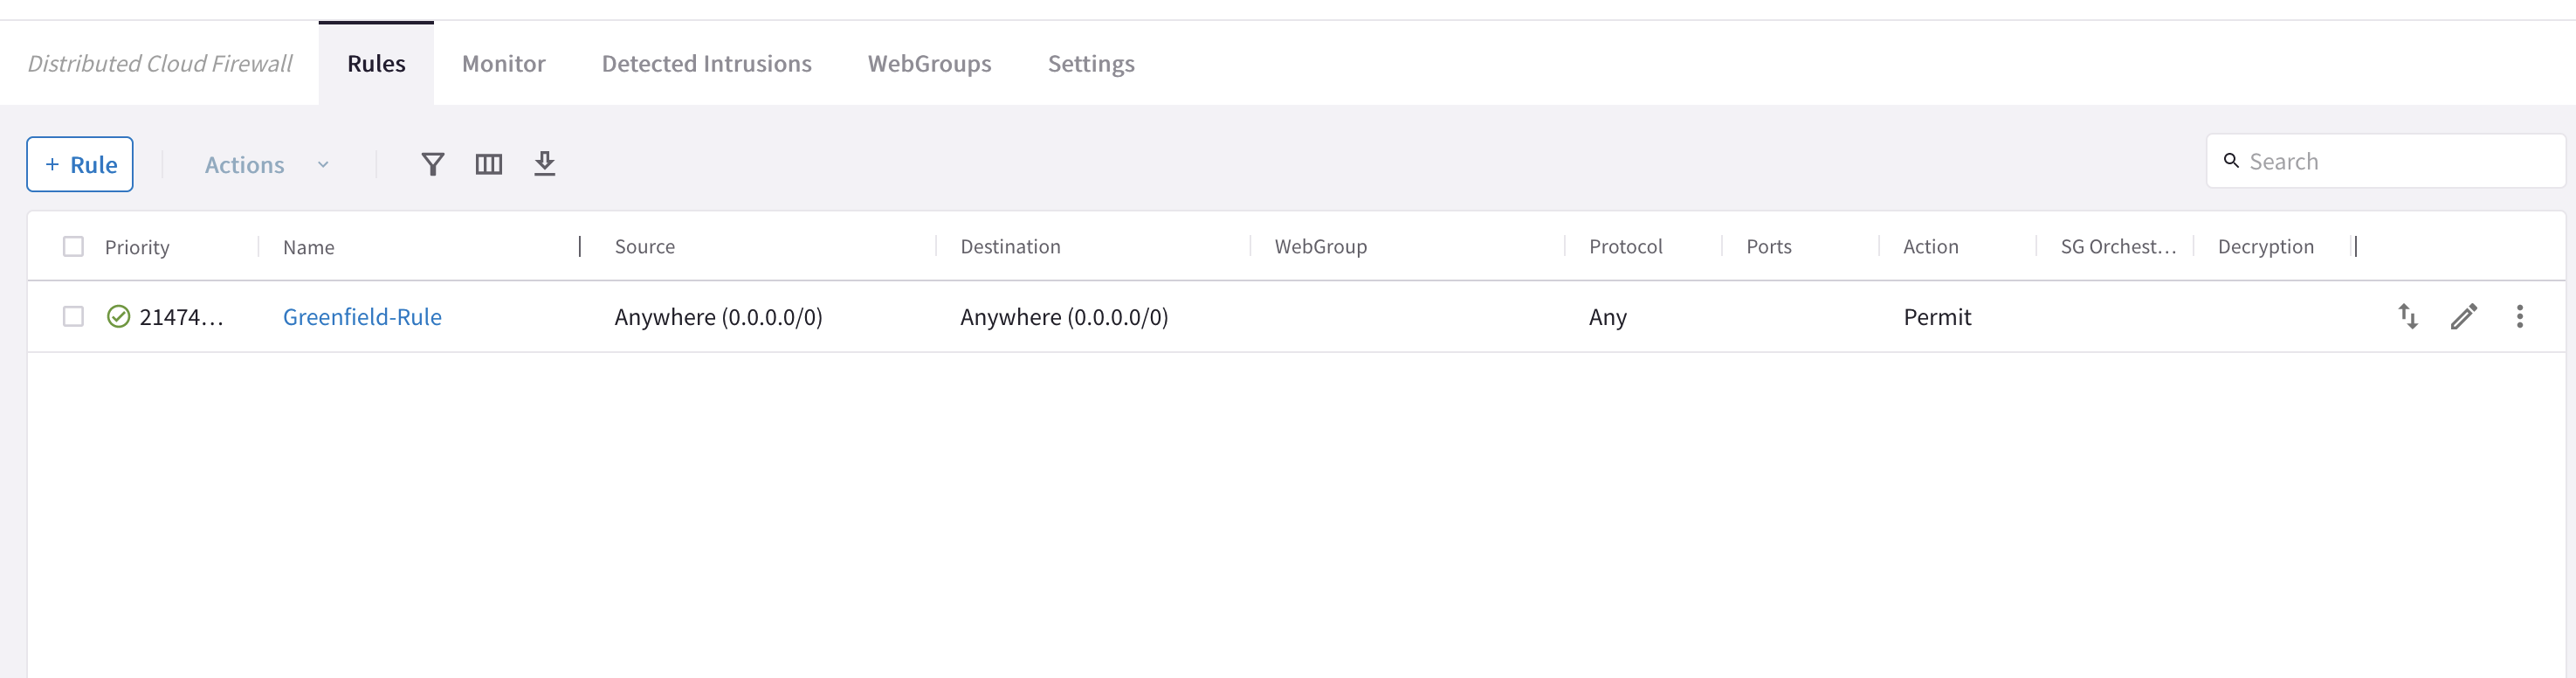 Distributed Cloud Firewall Rules Monitor Detected Intrusions WebGroups Settings
+ Rule Actions Search
Priority Name Source Destination WebGroup Protocol Ports Action SG Orchest... Decryption
21474... Greenfield-Rule Anywhere (0.0.0.0/0) Anywhere (0.0.0.0/0) Any Permit